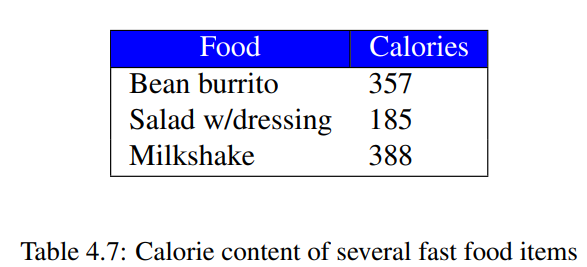 Food Calories
Bean burrito 357
Salad w/dressing 185
Milkshake 388
Table 4.7: Calorie content of several fast food items